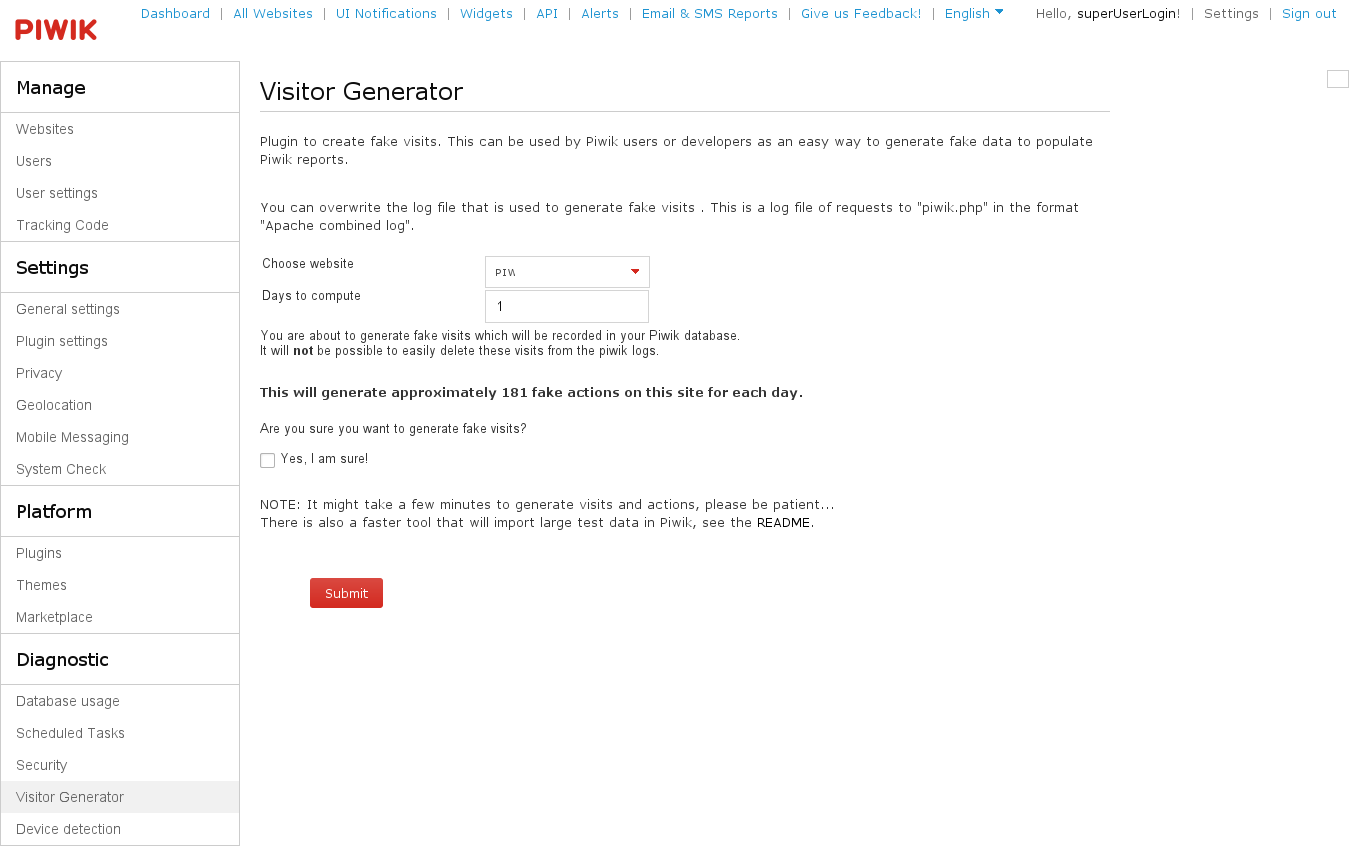 PIWIK
Dashboard | All Websites | UI Notifications | Widgets | API | Alerts | Email & SMS Reports | Give us Feedback! | English
Hello, superUserLogin! | Settings | Sign out
Manage
Websites
Users
User settings
Tracking Code
Settings
General settings
Plugin settings
Privacy
Geolocation
Mobile Messaging
System Check
Platform
Plugins
Themes
Marketplace
Diagnostic
Database usage
Scheduled Tasks
Security
Visitor Generator
Device detection
Visitor Generator
Plugin to create fake visits. This can be used by Piwik users or developers as an easy way to generate fake data to populate
Piwik reports.
You can overwrite the log file that is used to generate fake visits . This is a log file of requests to "piwik.php" in the format
"Apache combined log".
Choose website
PIW
Days to compute
1
You are about to generate fake visits which will be recorded in your Piwik database.
It will not be possible to easily delete these visits from the piwik logs.
This will generate approximately 181 fake actions on this site for each day.
Are you sure you want to generate fake visits?
Yes, I am sure!
NOTE: It might take a few minutes to generate visits and actions, please be patient...
There is also a faster tool that will import large test data in Piwik, see the README.
Submit